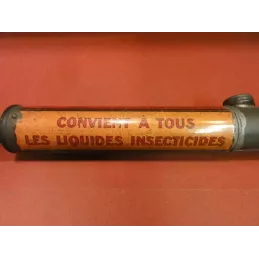 CONVIENT À TOUS
LES LIQUIDES INSECTICIDES